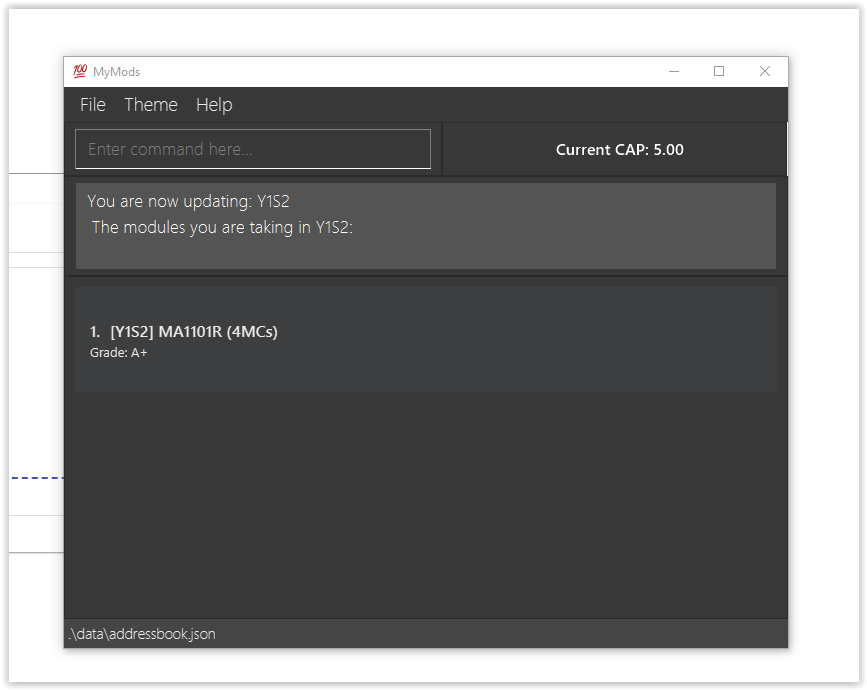 💯 MyMods
File Theme Help
Enter command here...
Current CAP: 5.00
You are now updating: Y1S2
The modules you are taking in Y1S2:
1. [Y1S2] MA1101R (4MCs)
Grade: A+
.\data\addressbook.json